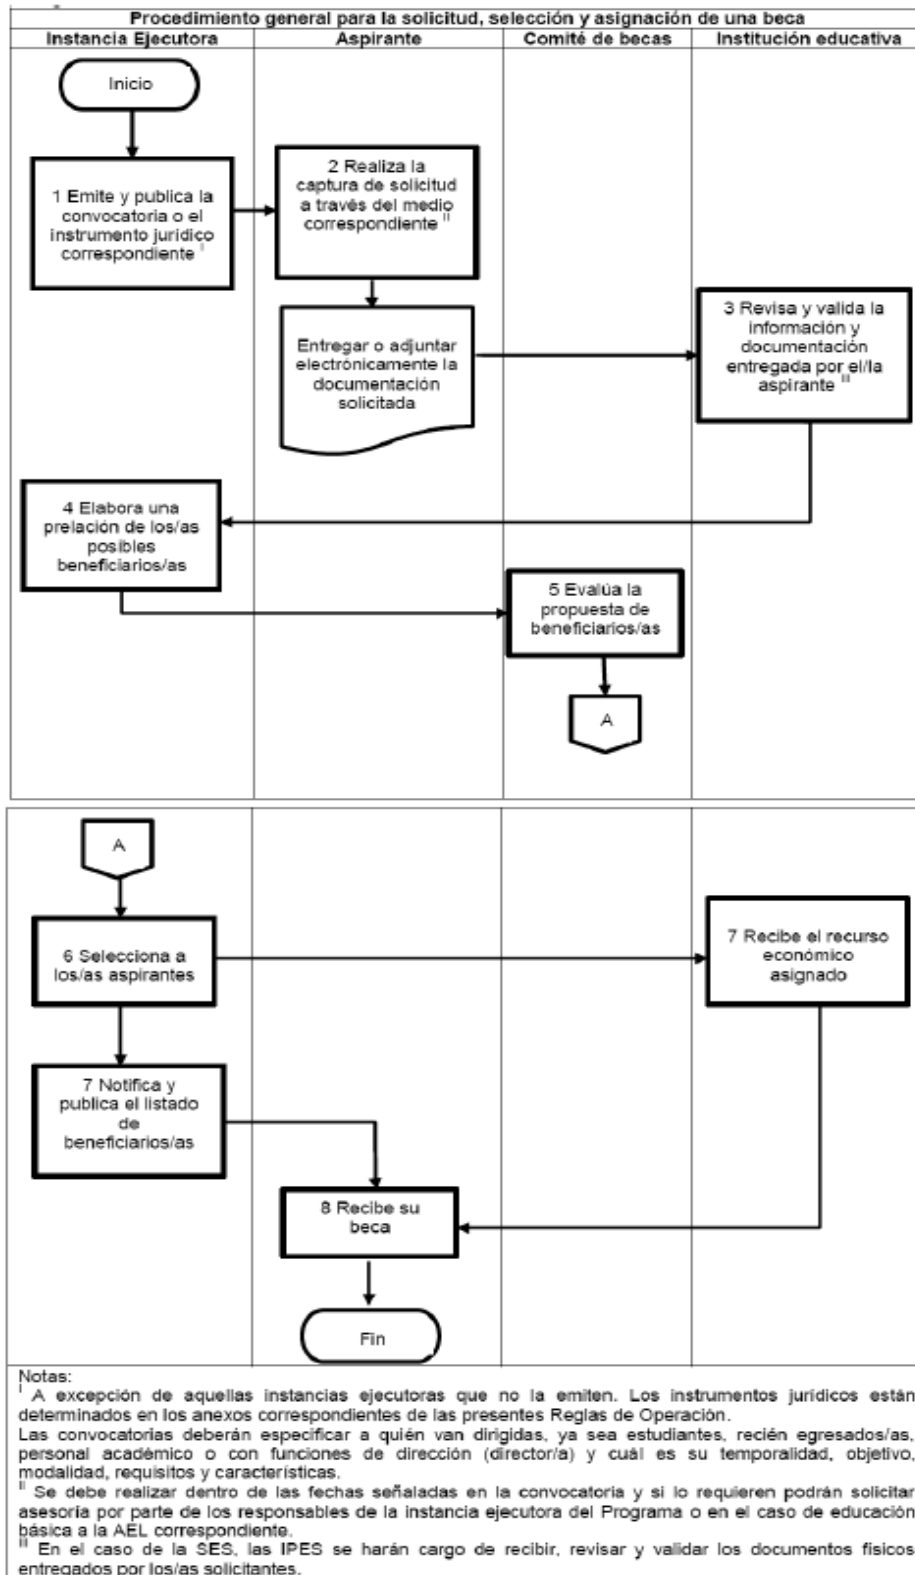 Procedimiento general para la solicitud, selección y asignación de una beca
Instancia Ejecutora
Aspirante
Comité de becas
Institución educativa
Inicio
1 Emite y publica la
convocatoria o el
instrumento jurídico
correspondiente I
2 Realiza la
captura de solicitud
a través del medio
correspondiente II
Entregar o adjuntar
electrónicamente la
documentación
solicitada
3 Revisa y valida la
información y
documentación
entregada por el/la
aspirante III
4 Elabora una
prelación de los/as
posibles
beneficiarios/as
5 Evalúa la
propuesta de
beneficiarios/as
A
A
6 Selecciona a
los/as aspirantes
7 Recibe el recurso
económico
asignado
7 Notifica y
publica el listado
de
beneficiarios/as
8 Recibe su
beca
Fin
Notas:
I A excepción de aquellas instancias ejecutoras que no la emiten. Los instrumentos jurídicos están
determinados en los anexos correspondientes de las presentes Reglas de Operación.
Las convocatorias deberán especificar a quién van dirigidas, ya sea estudiantes, recién egresados/as,
personal académico o con funciones de dirección (director/a) y cuál es su temporalidad, objetivo,
modalidad, requisitos y características.
II Se debe realizar dentro de las fechas señaladas en la convocatoria y si lo requieren podrán solicitar
asesoría por parte de los responsables de la instancia ejecutora del Programa o en el caso de educación
básica a la AEL correspondiente.
III En el caso de la SES, las IPES se harán cargo de recibir, revisar y validar los documentos físicos
entregados por los/as solicitantes.